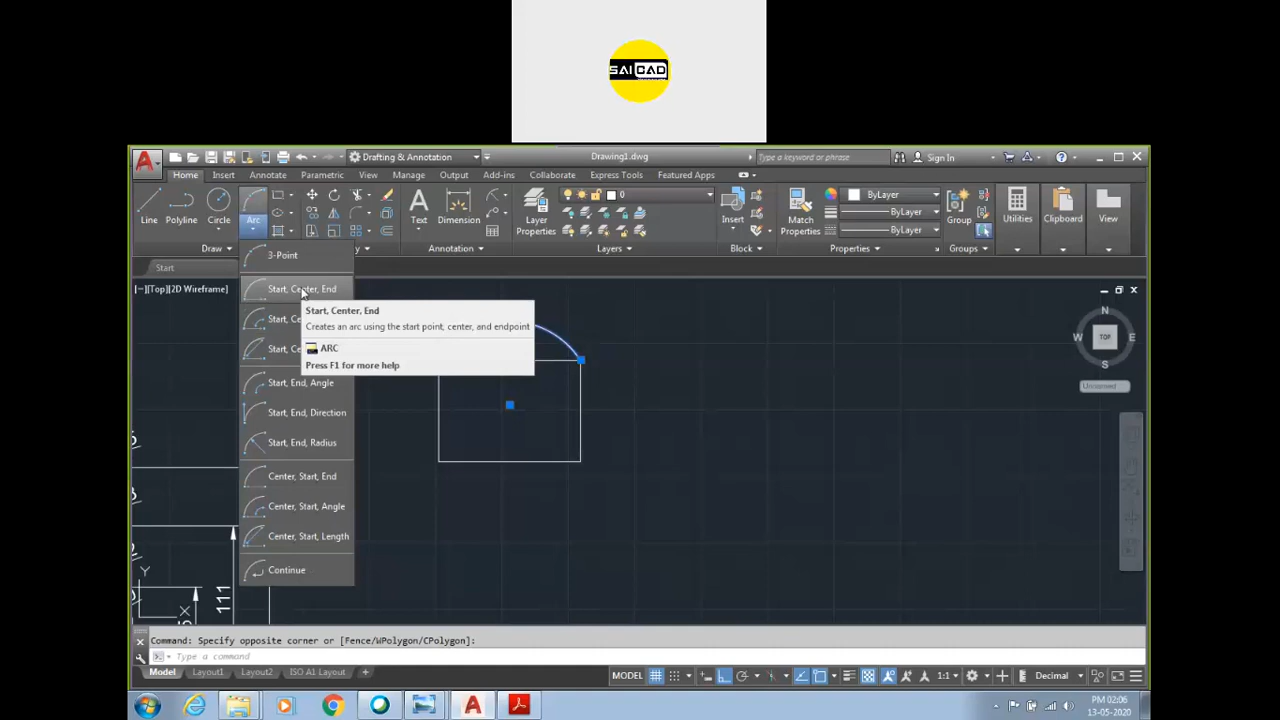 SAI CAD
Drafting & Annotation
Drawing1.dwg
Type a keyword or phrase
Sign In
Home Insert Annotate Parametric View Manage Output Add-ins Collaborate Express Tools Featured Apps
0
ByLayer
ByLayer
ByLayer
Line Polyline Circle Arc
Text Dimension
Layer Properties
Insert
Match Properties
Group
Utilities
Clipboard
View
Draw
Annotation
Layers
Block
Properties
Groups
Start
3-Point
Start, Center, End
Start, Ce
Start, Ce
Start, End, Angle
Start, End, Direction
Start, End, Radius
Center, Start, End
Center, Start, Angle
Center, Start, Length
Continue
Start, Center, End
Creates an arc using the start point, center, and endpoint
ARC
Press F1 for more help
[−][Top][2D Wireframe]
N
W TOP E
S
Unnamed
Y
X
111
Command: Specify opposite corner or [Fence/WPolygon/CPolygon]:
Type a command
Model Layout1 Layout2 ISO A1 Layout +
MODEL
1:1
Decimal
PM 02:06
13-05-2020